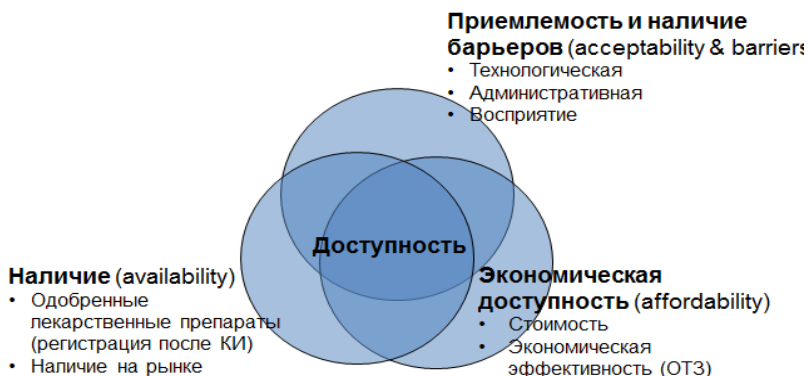 Приемлемость и наличие
барьеров (acceptability & barriers
• Технологическая
• Административная
• Восприятие
Доступность
Наличие (availability)
• Одобренные
лекарственные препараты
(регистрация после КИ)
• Наличие на рынке
Экономическая
доступность (affordability)
• Стоимость
• Экономическая
эффективность (ОТЗ)